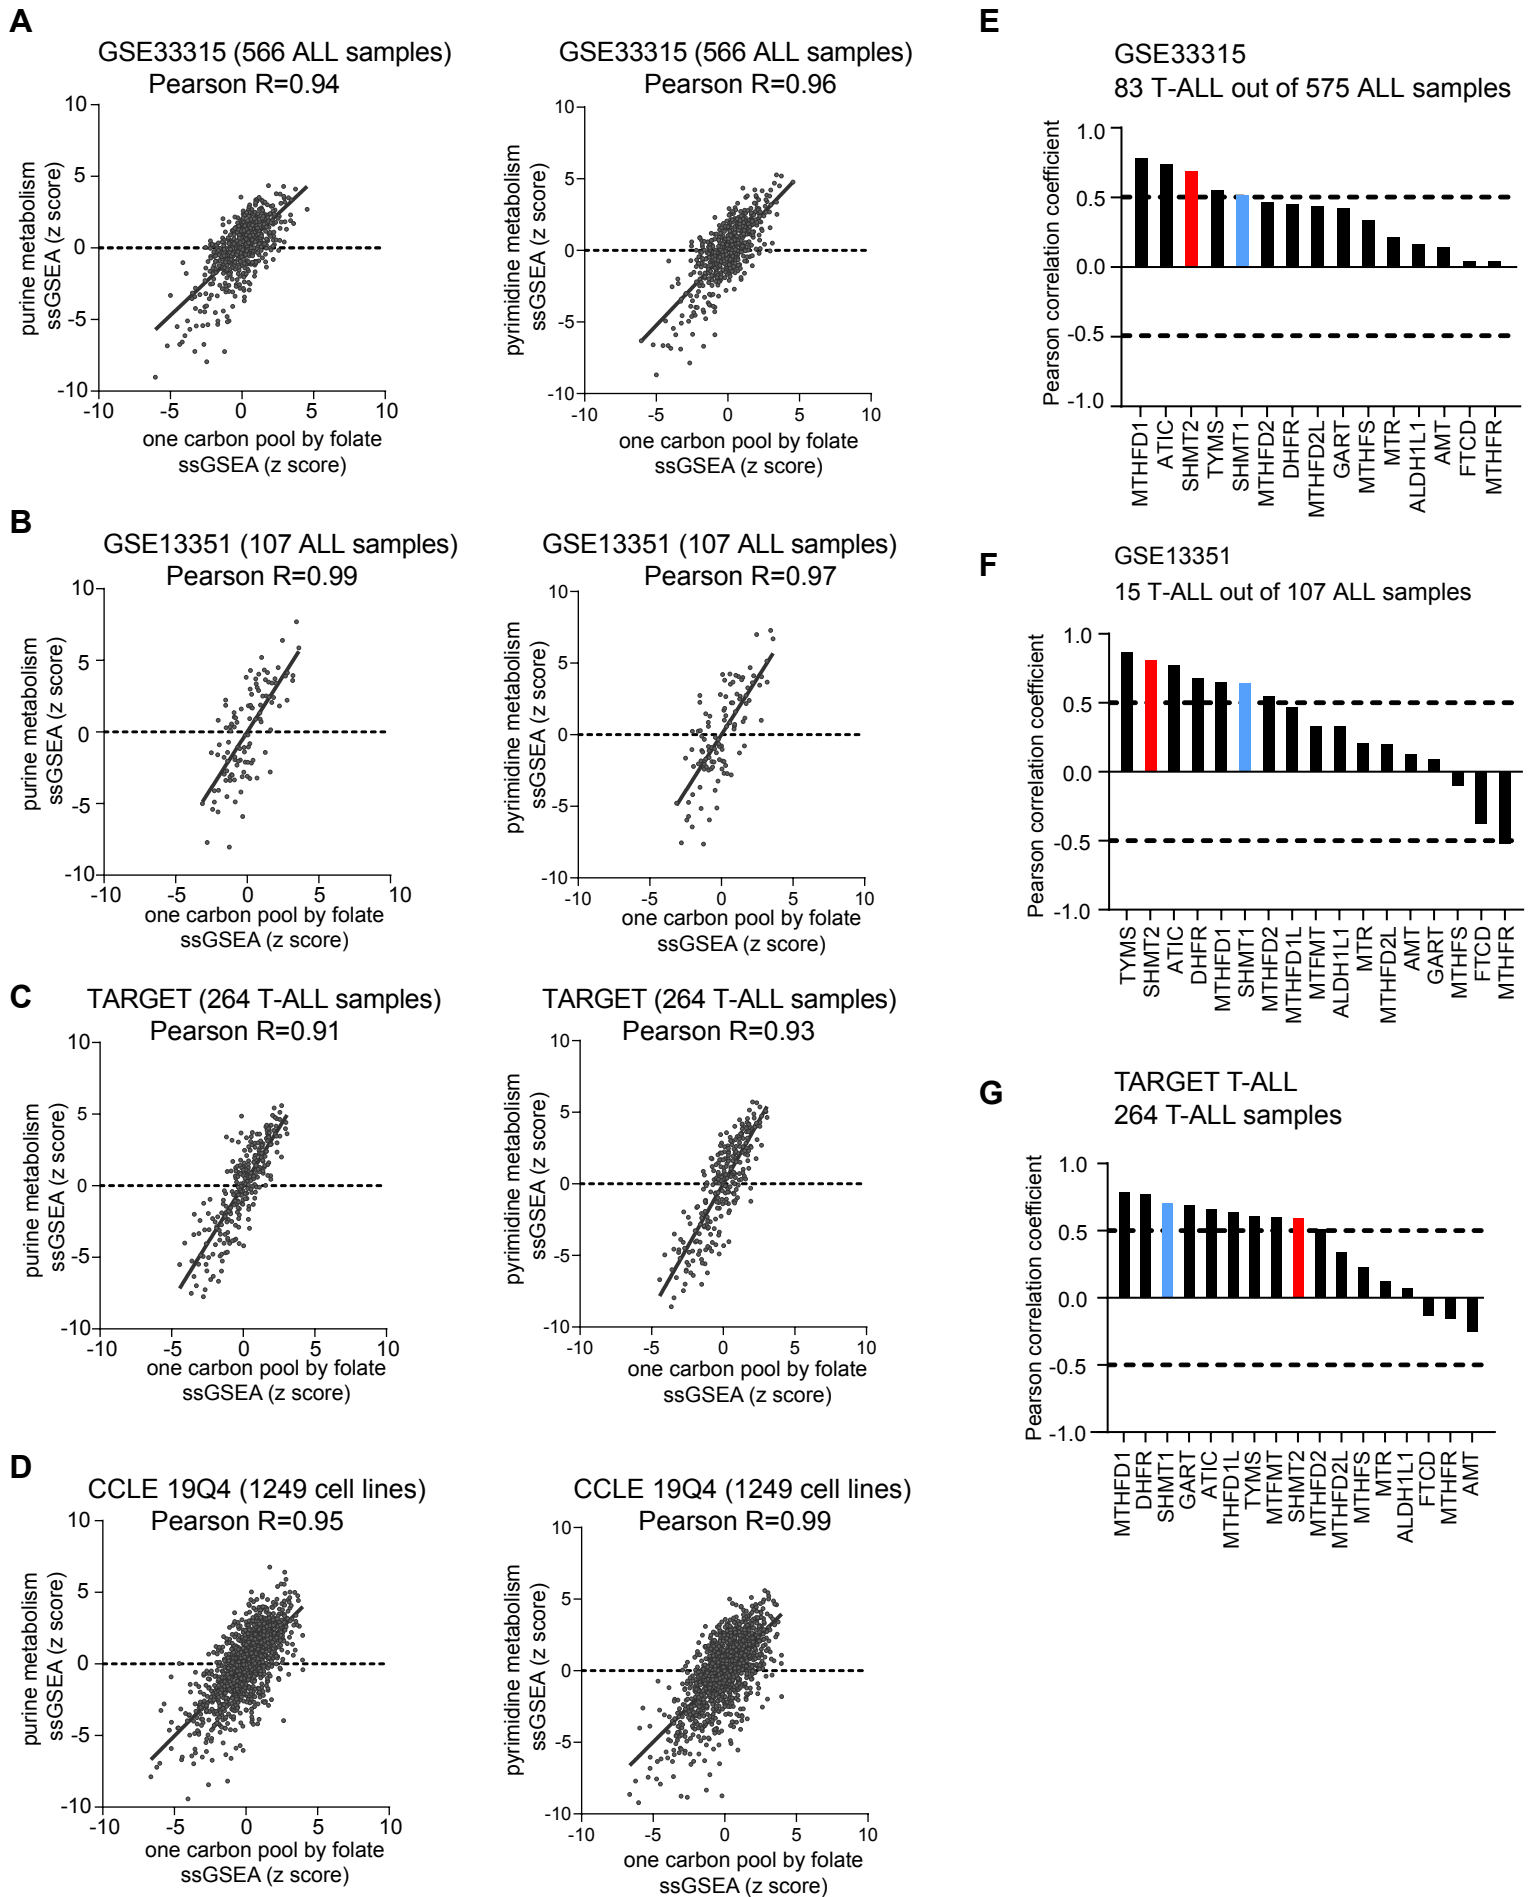 A
GSE33315 (566 ALL samples)
Pearson R=0.94
purine metabolism
ssGSEA (z score)
10
5
0
-5
-10
-10 -5 0 5 10
one carbon pool by folate
ssGSEA (z score)
GSE33315 (566 ALL samples)
Pearson R=0.96
pyrimidine metabolism
ssGSEA (z score)
10
5
0
-5
-10
-10 -5 0 5 10
one carbon pool by folate
ssGSEA (z score)
B
GSE13351 (107 ALL samples)
Pearson R=0.99
purine metabolism
ssGSEA (z score)
10
5
0
-5
-10
-10 -5 0 5 10
one carbon pool by folate
ssGSEA (z score)
GSE13351 (107 ALL samples)
Pearson R=0.97
pyrimidine metabolism
ssGSEA (z score)
10
5
0
-5
-10
-10 -5 0 5 10
one carbon pool by folate
ssGSEA (z score)
C
TARGET (264 T-ALL samples)
Pearson R=0.91
purine metabolism
ssGSEA (z score)
10
5
0
-5
-10
-10 -5 0 5 10
one carbon pool by folate
ssGSEA (z score)
TARGET (264 T-ALL samples)
Pearson R=0.93
pyrimidine metabolism
ssGSEA (z score)
10
5
0
-5
-10
-10 -5 0 5 10
one carbon pool by folate
ssGSEA (z score)
D
CCLE 19Q4 (1249 cell lines)
Pearson R=0.95
purine metabolism
ssGSEA (z score)
10
5
0
-5
-10
-10 -5 0 5 10
one carbon pool by folate
ssGSEA (z score)
CCLE 19Q4 (1249 cell lines)
Pearson R=0.99
pyrimidine metabolism
ssGSEA (z score)
10
5
0
-5
-10
-10 -5 0 5 10
one carbon pool by folate
ssGSEA (z score)
E
GSE33315
83 T-ALL out of 575 ALL samples
Pearson correlation coefficient
1.0
0.5
0.0
-0.5
-1.0
MTHFD1
ATIC
SHMT2
TYMS
SHMT1
MTHFD2
DHFR
MTHFD2L
GART
MTHFS
MTR
ALDH1L1
AMT
FTCD
MTHFR
F
GSE13351
15 T-ALL out of 107 ALL samples
Pearson correlation coefficient
1.0
0.5
0.0
-0.5
-1.0
TYMS
SHMT2
ATIC
DHFR
MTHFD1
SHMT1
MTHFD2
MTHFD1L
MTFMT
ALDH1L1
MTR
MTHFD2L
AMT
GART
MTHFS
FTCD
MTHFR
G
TARGET T-ALL
264 T-ALL samples
Pearson correlation coefficient
1.0
0.5
0.0
-0.5
-1.0
MTHFD1
DHFR
SHMT1
GART
ATIC
MTHFD1L
TYMS
MTFMT
SHMT2
MTHFD2
MTHFD2L
MTHFS
MTR
ALDH1L1
FTCD
MTHFR
AMT